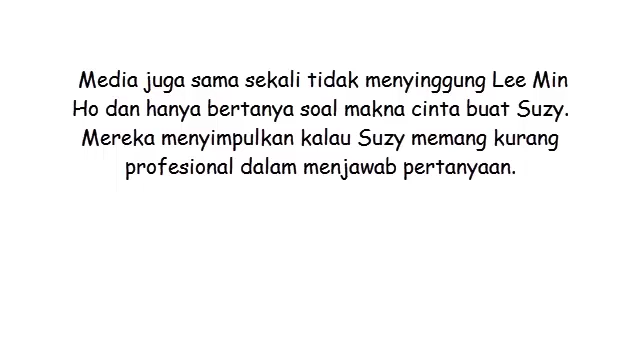 Media juga sama sekali tidak menyinggung Lee Min
Ho dan hanya bertanya soal makna cinta buat Suzy.
Mereka menyimpulkan kalau Suzy memang kurang
profesional dalam menjawab pertanyaan.